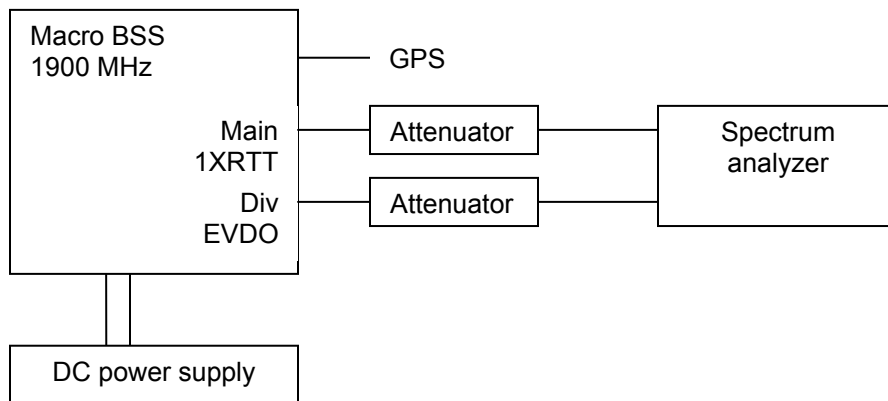 Macro BSS
1900 MHz
GPS
Main
1XRTT
Attenuator
Spectrum
analyzer
Div
EVDO
Attenuator
DC power supply